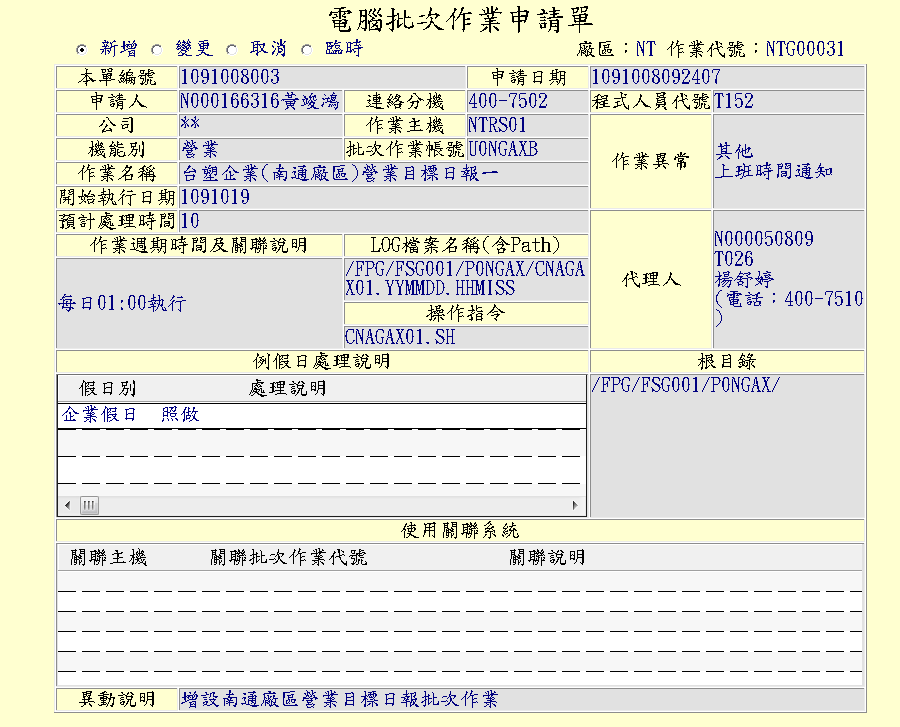 電腦批次作業申請單
新增 變更 取消 臨時 廠區：NT 作業代號：NTG00031
本單編號 1091008003 申請日期 1091008092407
申請人 N000166316黃竣鴻 連絡分機 400-7502 程式人員代號 T152
公司 ** 作業主機 NTRS01
機能別 營業 批次作業帳號 U0NGAXB
作業異常 其他
上班時間通知
作業名稱 台塑企業(南通廠區)營業目標日報一
開始執行日期 1091019
預計處理時間 10
作業週期時間及關聯說明 LOG檔案名稱(含Path)
每日01:00執行
/FPG/FSG001/P0NGAX/CNAGA
X01.YYMMDD.HHMISS
操作指令
CNAGAX01.SH
代理人
N000050809
T026
楊舒婷
(電話：400-7510
)
例假日處理說明 根目錄
假日別 處理說明
企業假日 照做
/FPG/FSG001/P0NGAX/
使用關聯系統
關聯主機 關聯批次作業代號 關聯說明
異動說明 增設南通廠區營業目標日報批次作業